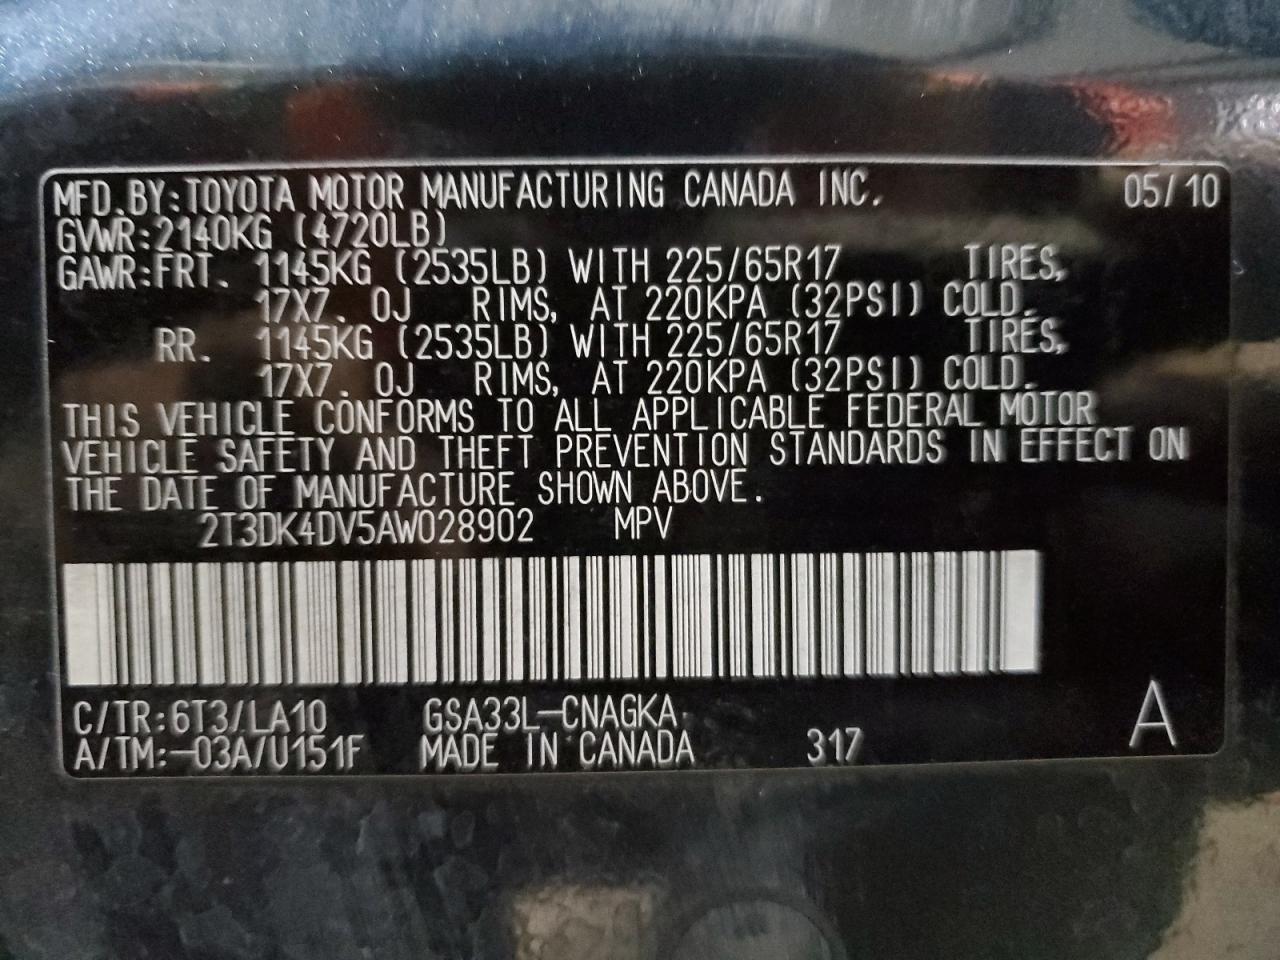 MFD.BY:TOYOTA MOTOR MANUFACTURING CANADA INC. 05/10
GVWR:2140KG (4720LB)
GAWR:FRT. 1145KG (2535LB) WITH 225/65R17 TIRES,
17X7.0J RIMS, AT 220KPA (32PSI) COLD.
RR. 1145KG (2535LB) WITH 225/65R17 TIRES,
17X7.0J RIMS, AT 220KPA (32PSI) COLD.
THIS VEHICLE CONFORMS TO ALL APPLICABLE FEDERAL MOTOR
VEHICLE SAFETY AND THEFT PREVENTION STANDARDS IN EFFECT ON
THE DATE OF MANUFACTURE SHOWN ABOVE.
2T3DK4DV5AW028902 MPV
C/TR:6T3/LA10 GSA33L-CNAGKA
A/TM:-03A/U151F MADE IN CANADA 317 A